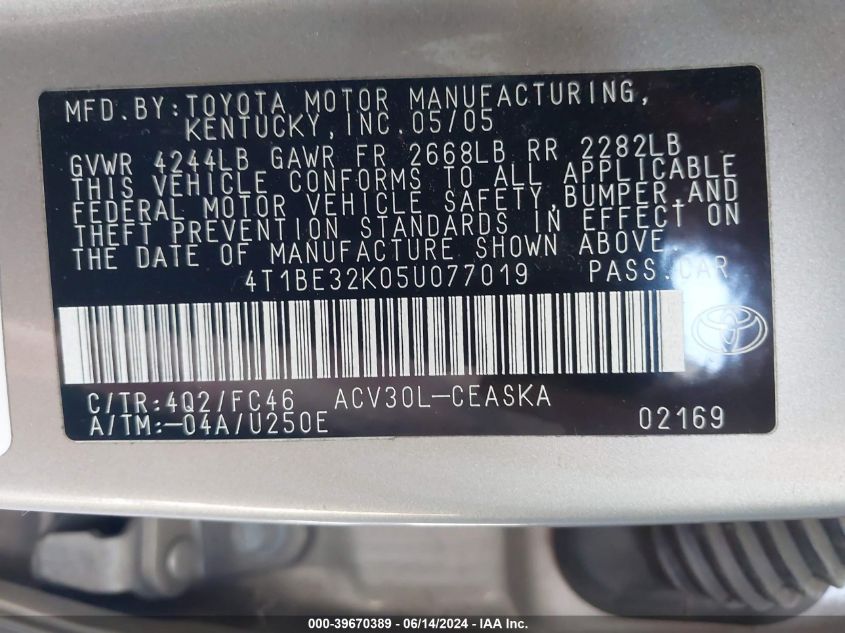 MFD.BY:TOYOTA MOTOR MANUFACTURING,
KENTUCKY,INC.05/05
GVWR 4244LB GAWR FR 2668LB RR 2282LB
THIS VEHICLE CONFORMS TO ALL APPLICABLE
FEDERAL MOTOR VEHICLE SAFETY,BUMPER,AND
THEFT PREVENTION STANDARDS IN EFFECT ON
THE DATE OF MANUFACTURE SHOWN ABOVE.
4T1BE32K05U077019 PASS.CAR
C/TR:4Q2/FC46 ACV30L-CEASKA
A/TM:-04A/U250E 02169
000-39670389 - 06/14/2024 - IAA Inc.